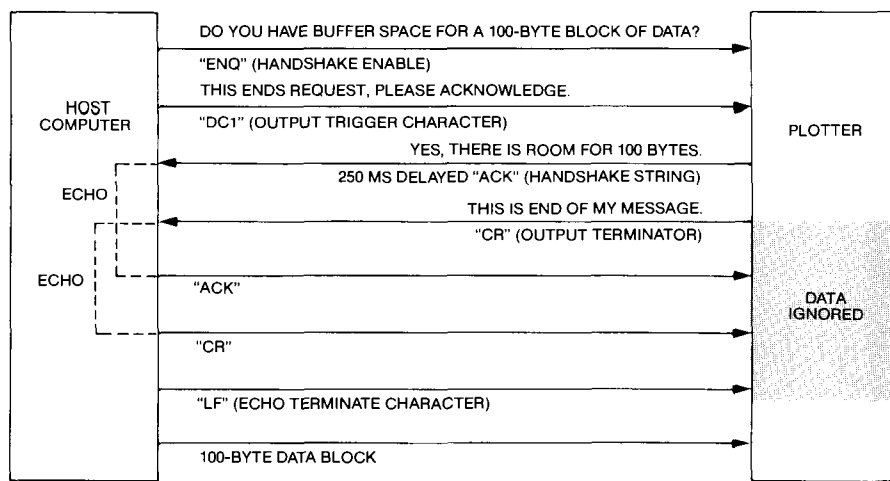 DO YOU HAVE BUFFER SPACE FOR A 100-BYTE BLOCK OF DATA?
"ENQ" (HANDSHAKE ENABLE)
THIS ENDS REQUEST, PLEASE ACKNOWLEDGE.
HOST
COMPUTER
"DC1" (OUTPUT TRIGGER CHARACTER)
PLOTTER
YES, THERE IS ROOM FOR 100 BYTES.
250 MS DELAYED "ACK" (HANDSHAKE STRING)
ECHO
THIS IS END OF MY MESSAGE.
"CR" (OUTPUT TERMINATOR)
ECHO
"ACK"
DATA
IGNORED
"CR"
"LF" (ECHO TERMINATE CHARACTER)
100-BYTE DATA BLOCK